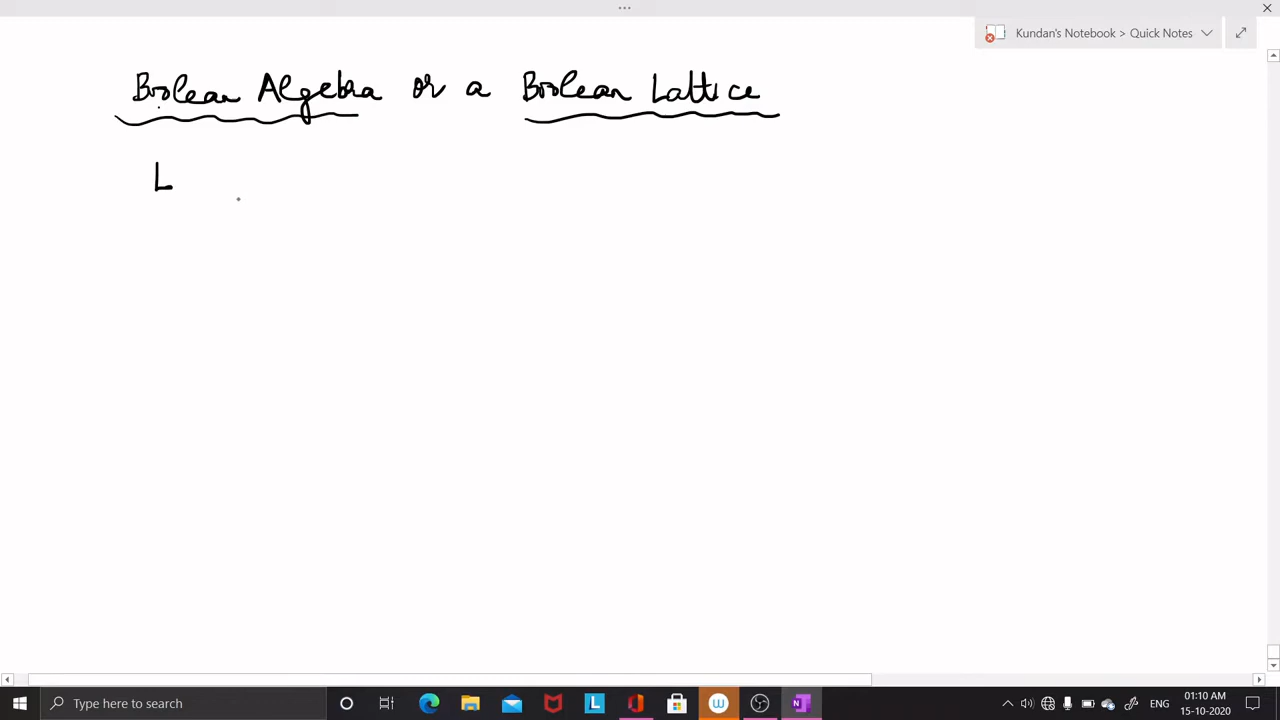 Kundan's Notebook > Quick Notes
Boolean Algebra or a Boolean Lattice
L
Type here to search
L
W
N
ENG
01:10 AM
15-10-2020